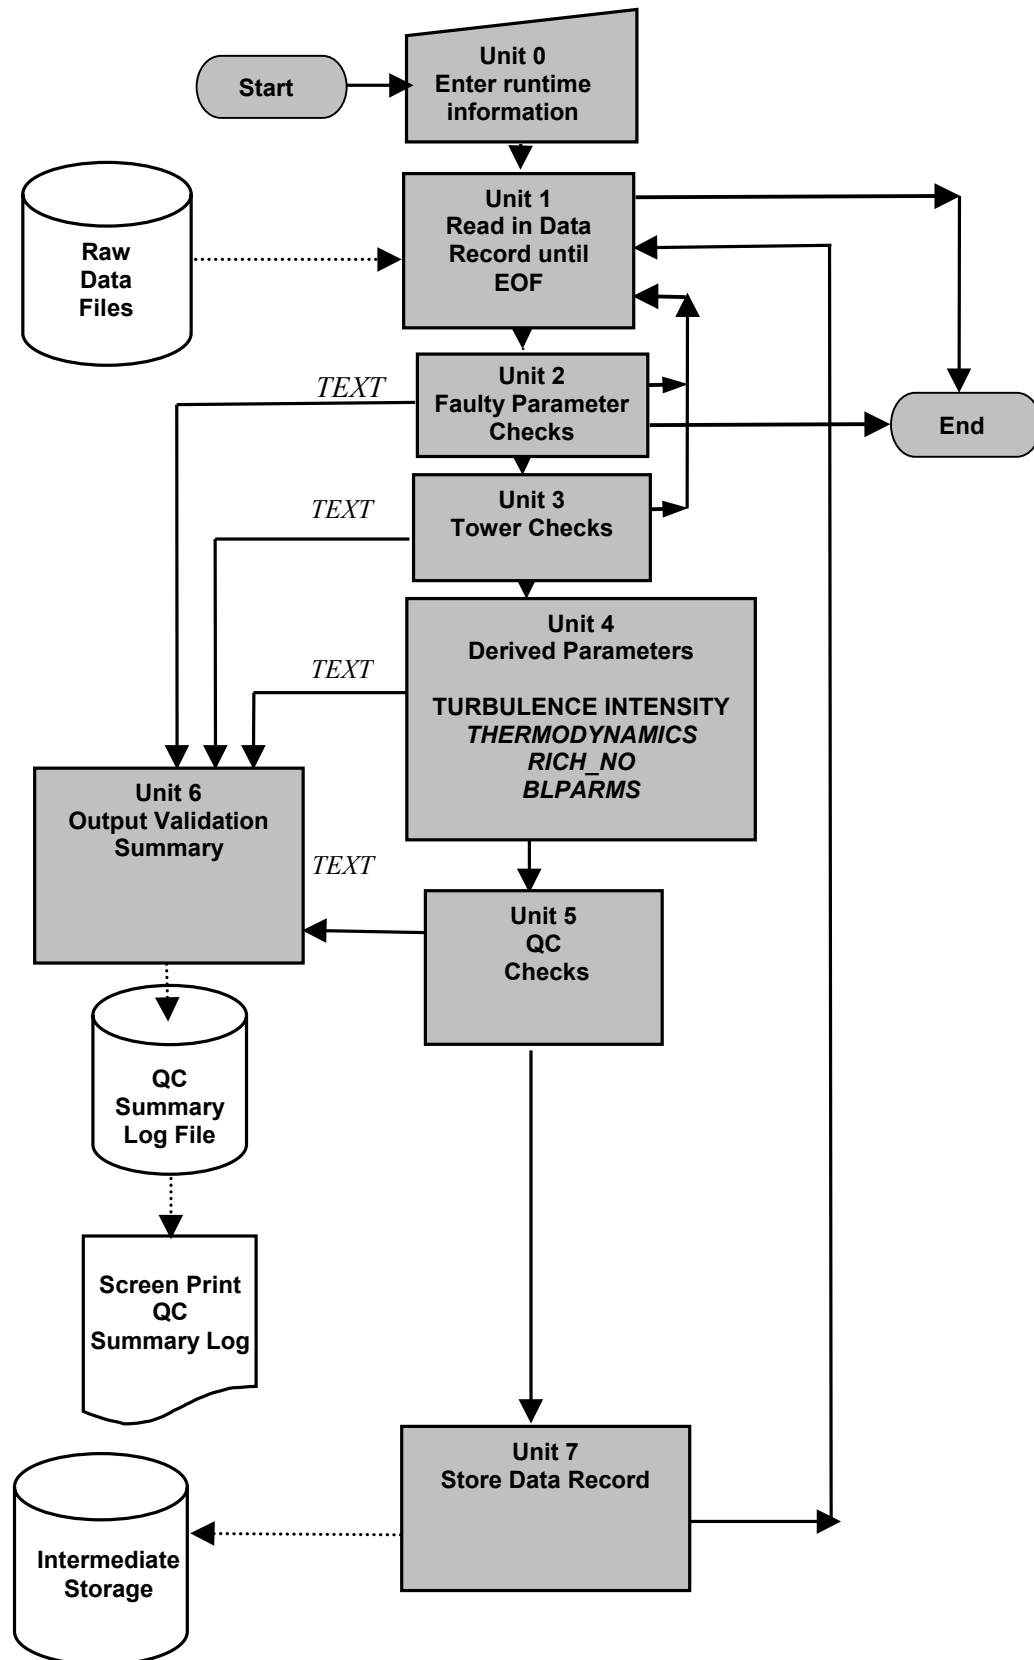 Start
Unit 0
Enter runtime
information
Unit 1
Read in Data
Record until
EOF
Raw
Data
Files
TEXT
Unit 2
Faulty Parameter
Checks
End
TEXT
Unit 3
Tower Checks
TEXT
Unit 4
Derived Parameters
TURBULENCE INTENSITY
THERMODYNAMICS
RICH_NO
BLPARMS
Unit 6
Output Validation
Summary
TEXT
Unit 5
QC
Checks
QC
Summary
Log File
Screen Print
QC
Summary Log
Unit 7
Store Data Record
Intermediate
Storage